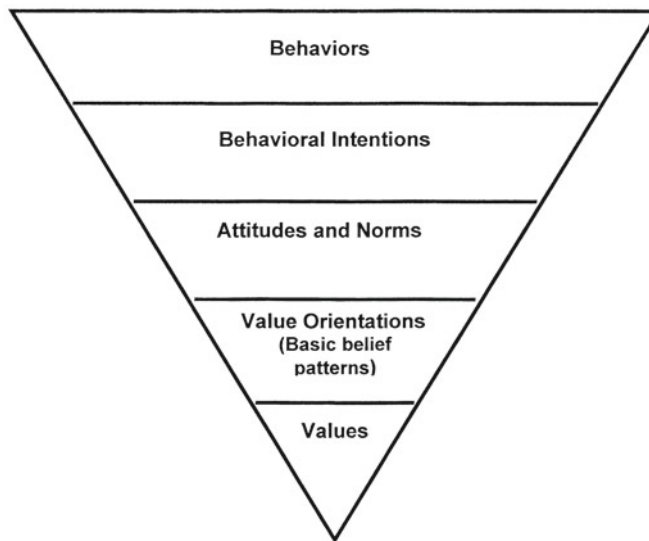 Behaviors
Behavioral Intentions
Attitudes and Norms
Value Orientations
(Basic belief
patterns)
Values